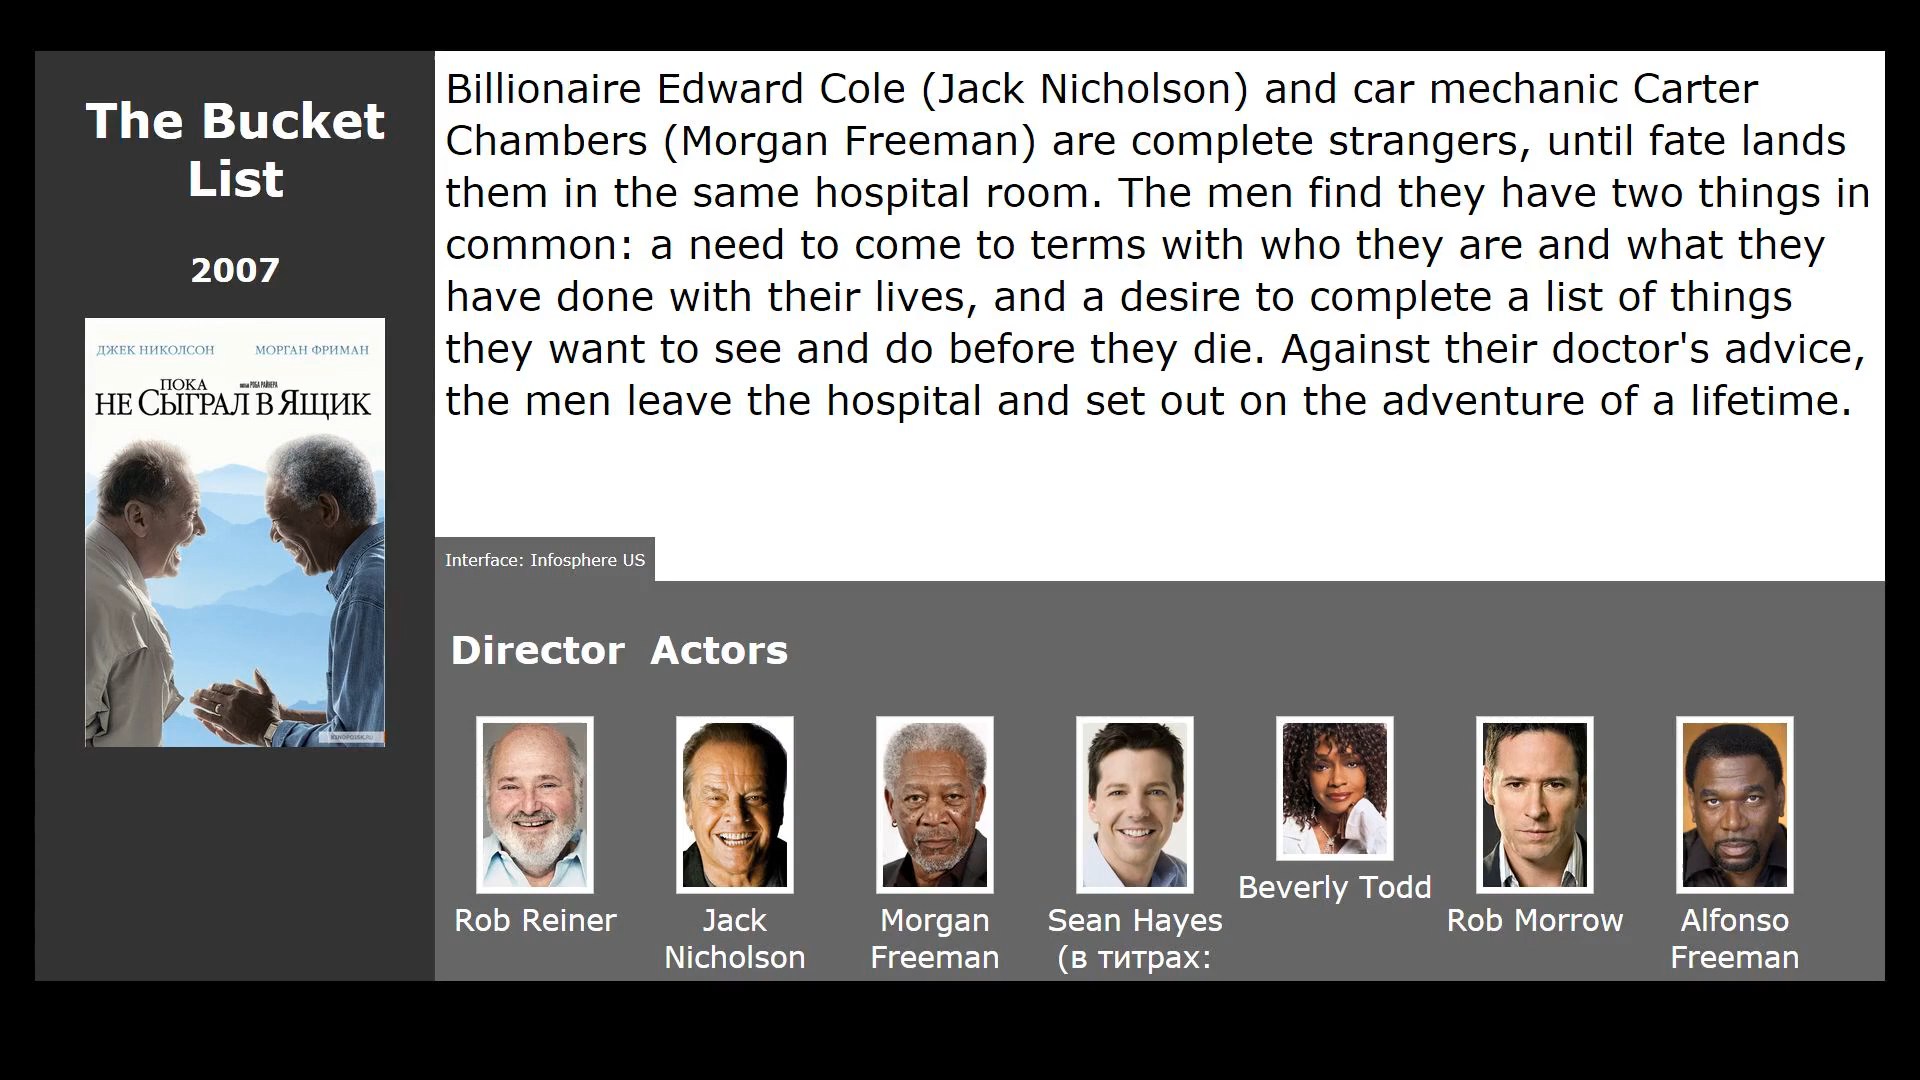 The Bucket
List
2007
ДЖЕК НИКОЛСОН МОРГАН ФРИМАН
ПОКА
ФИЛЬМ РОБА РАЙНЕРА
НЕ СЫГРАЛ В ЯЩИК
KINOPOISK.RU
Billionaire Edward Cole (Jack Nicholson) and car mechanic Carter
Chambers (Morgan Freeman) are complete strangers, until fate lands
them in the same hospital room. The men find they have two things in
common: a need to come to terms with who they are and what they
have done with their lives, and a desire to complete a list of things
they want to see and do before they die. Against their doctor's advice,
the men leave the hospital and set out on the adventure of a lifetime.
Interface: Infosphere US
Director Actors
Rob Reiner
Jack
Nicholson
Morgan
Freeman
Sean Hayes
(в титрах:
Beverly Todd
Rob Morrow
Alfonso
Freeman